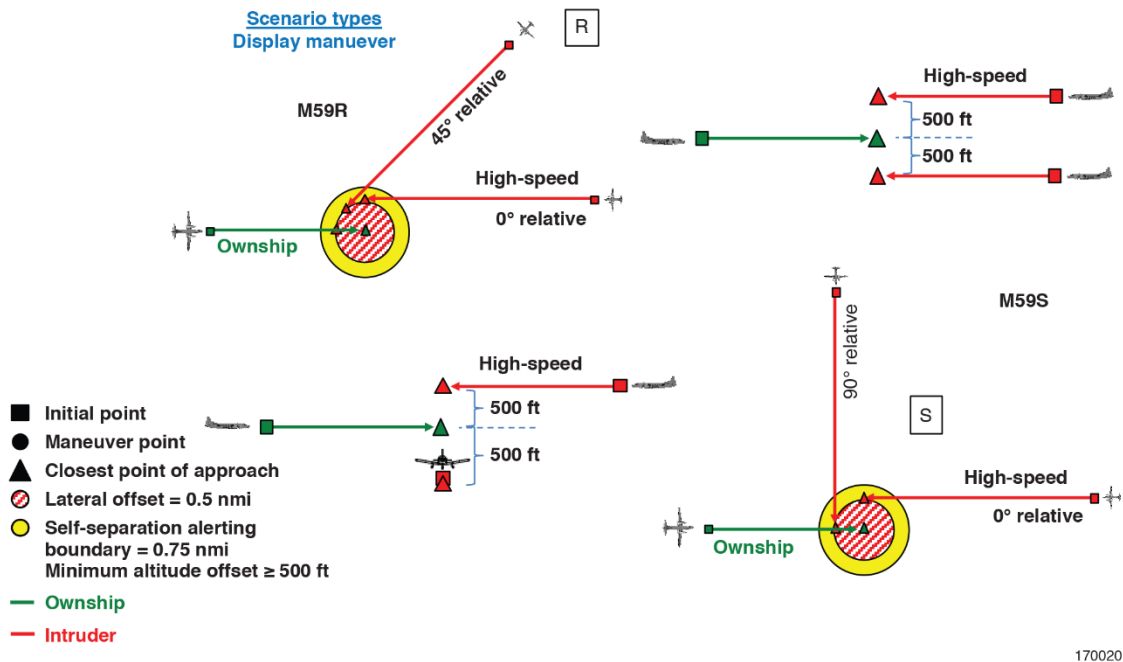 Scenario types
Display manuever
R
M59R
45° relative
High-speed
0° relative
Ownship
High-speed
500 ft
500 ft
M59S
90° relative
S
High-speed
0° relative
Ownship
High-speed
500 ft
500 ft
Initial point
Maneuver point
Closest point of approach
Lateral offset = 0.5 nmi
Self-separation alerting
boundary = 0.75 nmi
Minimum altitude offset ≥ 500 ft
Ownship
Intruder
170020